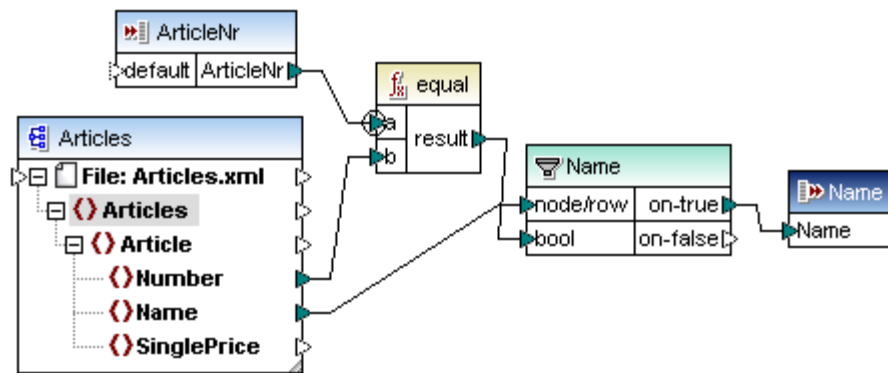 ArticleNr
default ArticleNr
equal
a
result
b
Articles
File: Articles.xml
Articles
Article
Number
Name
SinglePrice
Name
node/row on-true
bool on-false
Name
Name